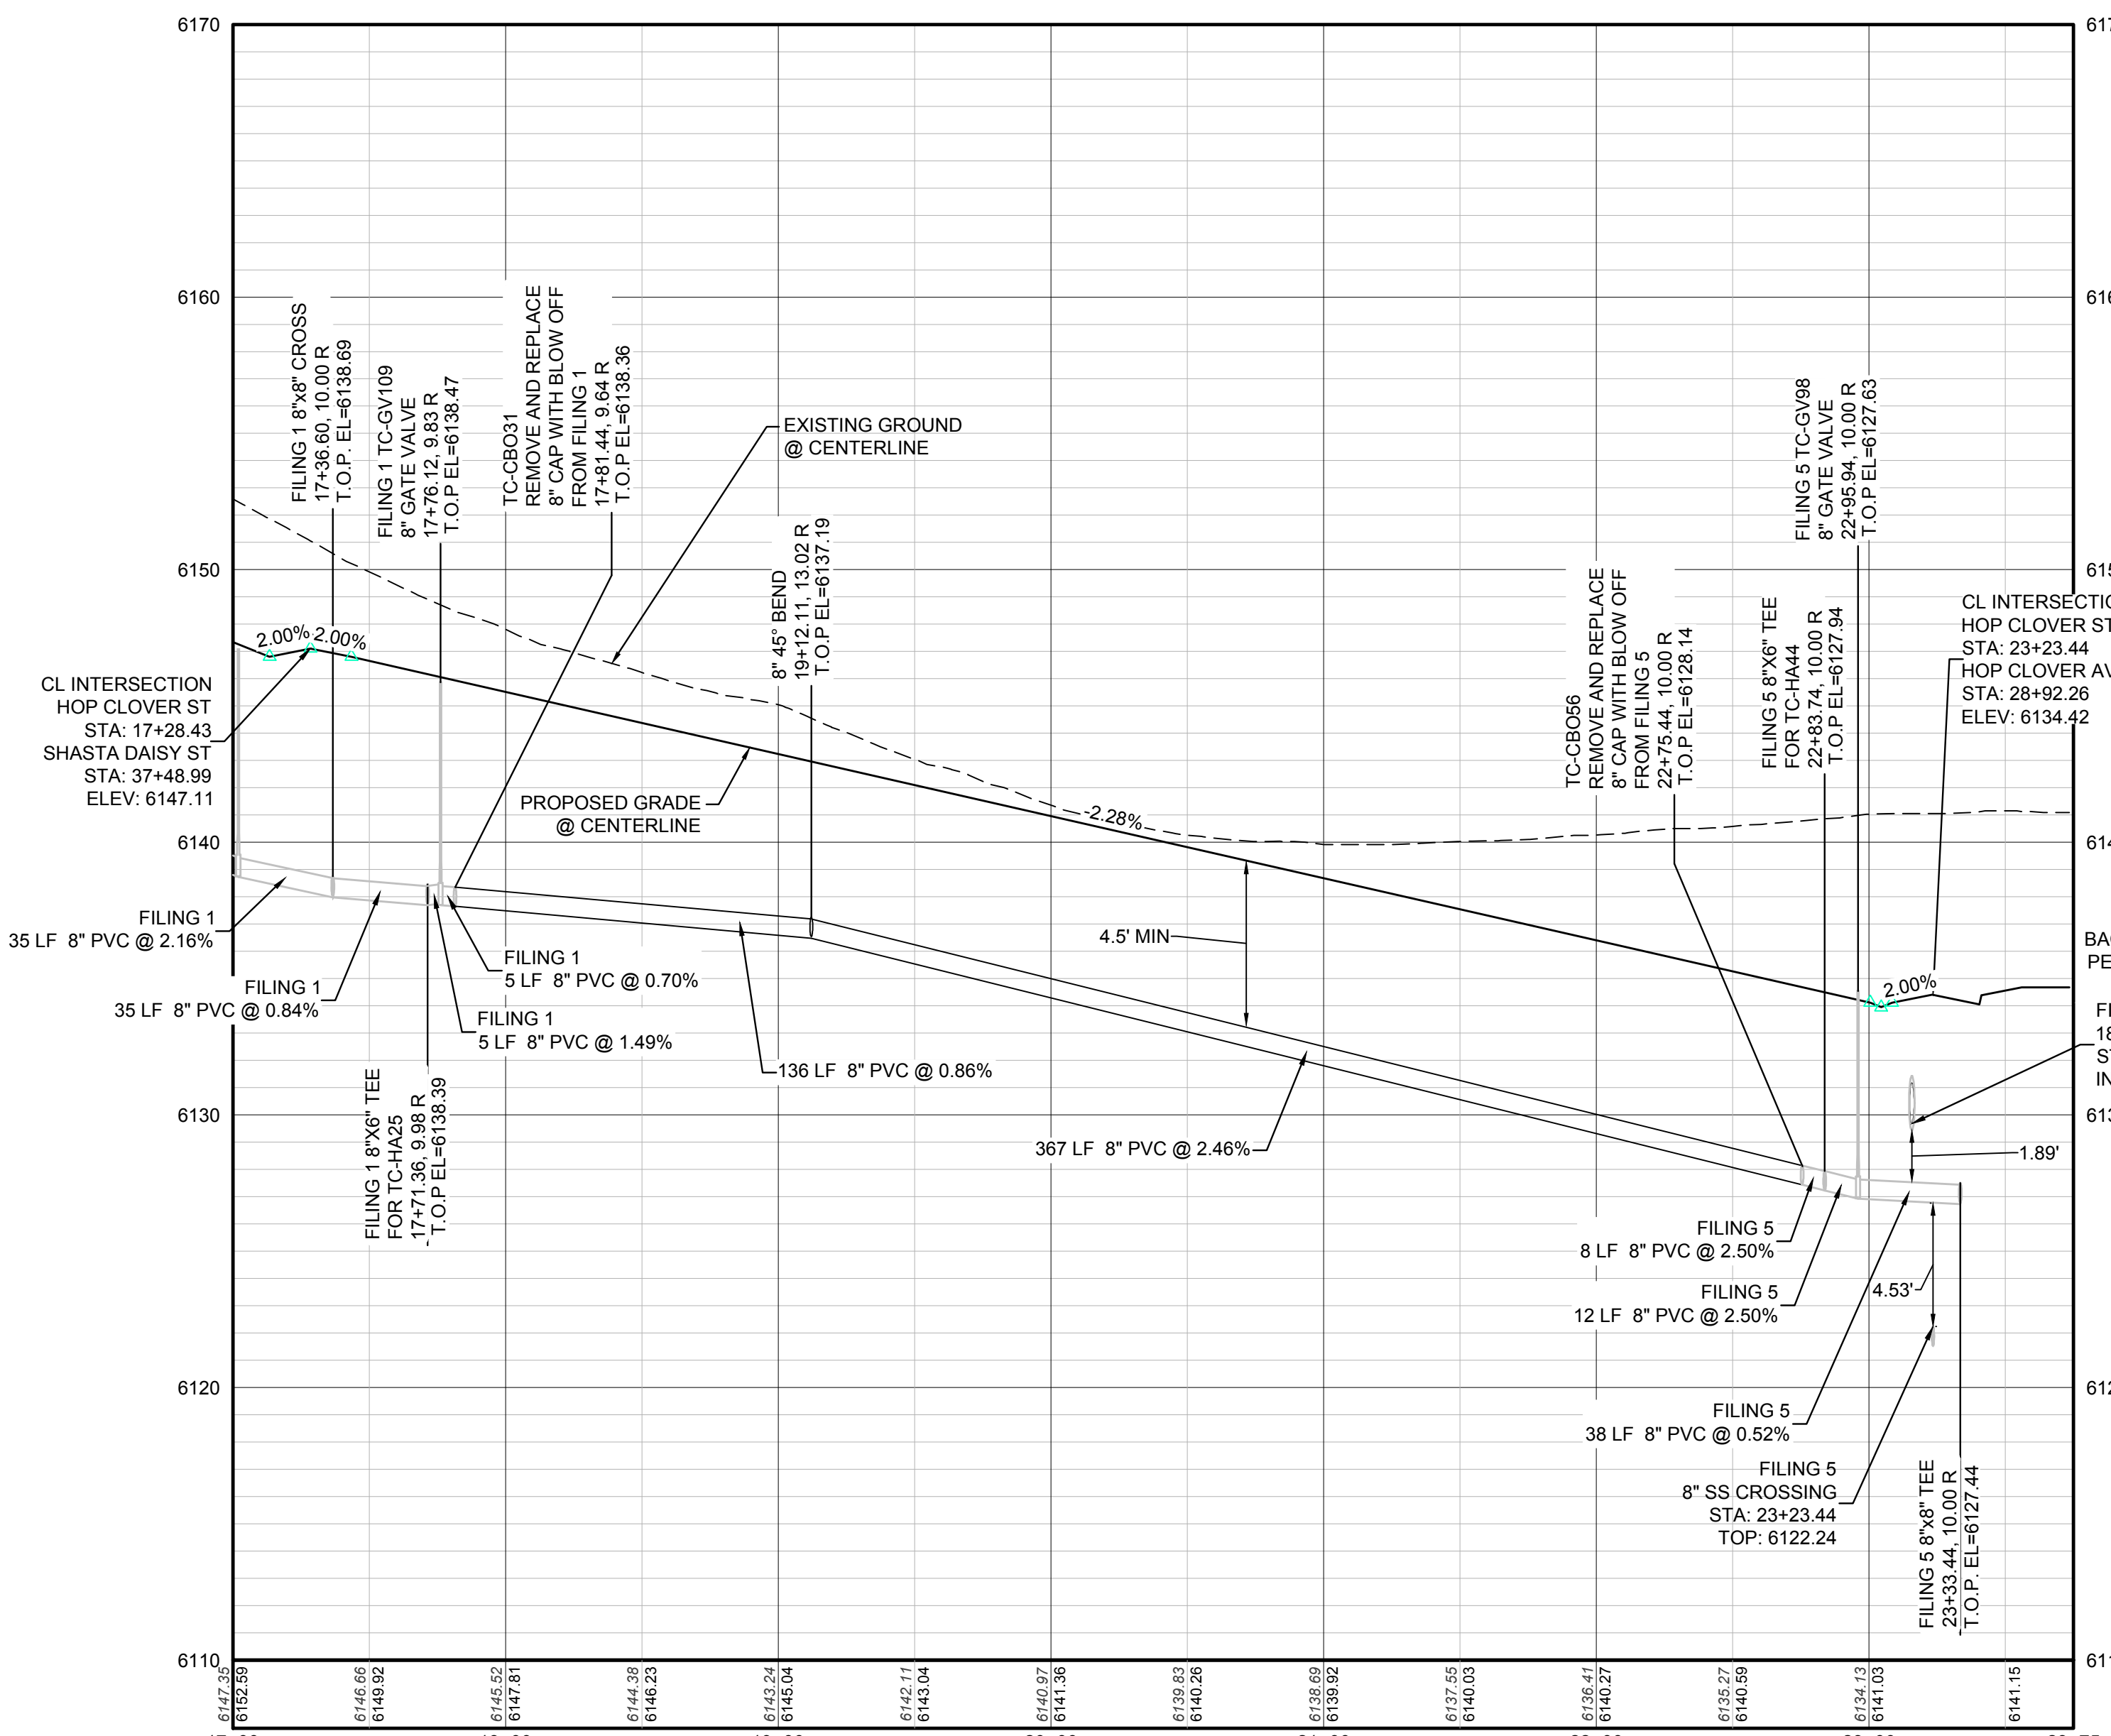 6170
6160
6150
6140
6130
6120
6110
FILING 1 8"x8" CROSS
17+36.60, 10.00 R
T.O.P. EL=6138.69
FILING 1 TC-GV109
8" GATE VALVE
17+76.12, 9.83 R
T.O.P EL=6138.47
TC-CBO31
REMOVE AND REPLACE
8" CAP WITH BLOW OFF
FROM FILING 1
17+81.44, 9.64 R
T.O.P EL=6138.36
EXISTING GROUND
@ CENTERLINE
8" 45° BEND
19+12.11, 13.02 R
T.O.P EL=6137.19
TC-CBO56
REMOVE AND REPLACE
8" CAP WITH BLOW OFF
FROM FILING 5
22+75.44, 10.00 R
T.O.P EL=6128.14
FILING 5 8"X6" TEE
FOR TC-HA44
22+83.74, 10.00 R
T.O.P EL=6127.94
FILING 5 TC-GV98
8" GATE VALVE
22+95.94, 10.00 R
T.O.P EL=6127.63
CL INTERSECTIO
HOP CLOVER ST
STA: 23+23.44
HOP CLOVER AV
STA: 28+92.26
ELEV: 6134.42
2.00%
-2.00%
CL INTERSECTION
HOP CLOVER ST
STA: 17+28.43
SHASTA DAISY ST
STA: 37+48.99
ELEV: 6147.11
PROPOSED GRADE
@ CENTERLINE
-2.28%
4.5' MIN
2.00%
FILING 1
35 LF 8" PVC @ 2.16%
FILING 1
35 LF 8" PVC @ 0.84%
FILING 1
5 LF 8" PVC @ 0.70%
FILING 1
5 LF 8" PVC @ 1.49%
136 LF 8" PVC @ 0.86%
FILING 1 8"X6" TEE
FOR TC-HA25
17+71.36, 9.98 R
T.O.P EL=6138.39
367 LF 8" PVC @ 2.46%
1.89'
FILING 5
8 LF 8" PVC @ 2.50%
FILING 5
12 LF 8" PVC @ 2.50%
4.53'
FILING 5
38 LF 8" PVC @ 0.52%
FILING 5
8" SS CROSSING
STA: 23+23.44
TOP: 6122.24
FILING 5 8"x8" TEE
23+33.44, 10.00 R
T.O.P. EL=6127.44
617
616
615
614
BA
PE
F
18
S
IN
613
612
611
6147.35
6152.59
6146.66
6149.92
6145.52
6147.81
6144.38
6146.23
6143.24
6145.04
6142.11
6143.04
6140.97
6141.36
6139.83
6140.26
6138.69
6139.92
6137.55
6140.03
6136.41
6140.27
6135.27
6140.59
6134.13
6141.03
6141.15